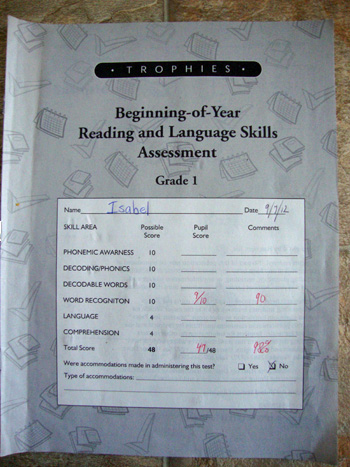 • TROPHIES •
Beginning-of-Year
Reading and Language Skills
Assessment
Grade 1
Name Isabel Date 9/7/12
SKILL AREA Possible Score Pupil Score Comments
PHONEMIC AWARNESS 10
DECODING/PHONICS 10
DECODABLE WORDS 10
WORD RECOGNITON 10 9/10 90
LANGUAGE 4
COMPREHENSION 4
Total Score 48 47/48
Were accommodations made in administering this test? Yes No
Type of accommodations: